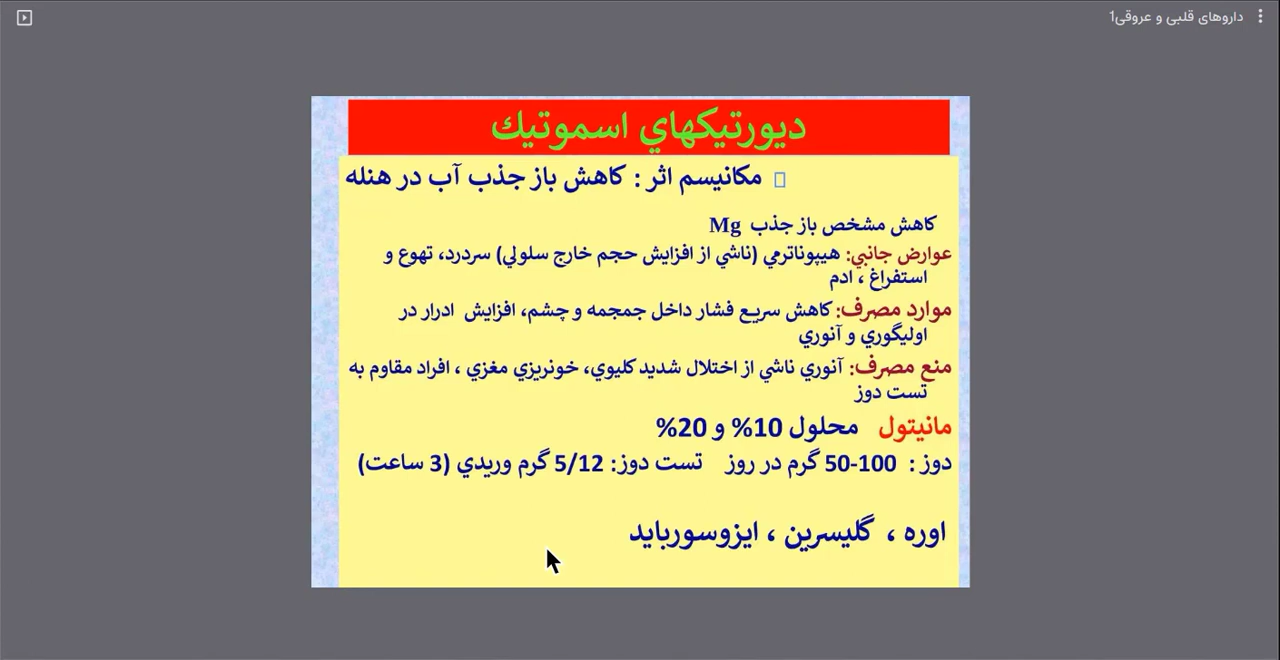 داروهای قلبی و عروقی1
ديورتيكهاي اسموتيك
مكانيسم اثر : كاهش باز جذب آب در هنله
كاهش مشخص باز جذب Mg
عوارض جانبي: هيپوناترمي (ناشي از افزايش حجم خارج سلولي) سردرد، تهوع و
استفراغ ، ادم
موارد مصرف: كاهش سريع فشار داخل جمجمه و چشم، افزايش ادرار در
اوليگوري و آنوري
منع مصرف: آنوري ناشي از اختلال شديد كليوي، خونريزي مغزي ، افراد مقاوم به
تست دوز
مانيتول محلول 10% و 20%
دوز : 100-50 گرم در روز تست دوز: 5/12 گرم وريدي (3 ساعت)
اوره ، گليسرين ، ايزوسوربايد